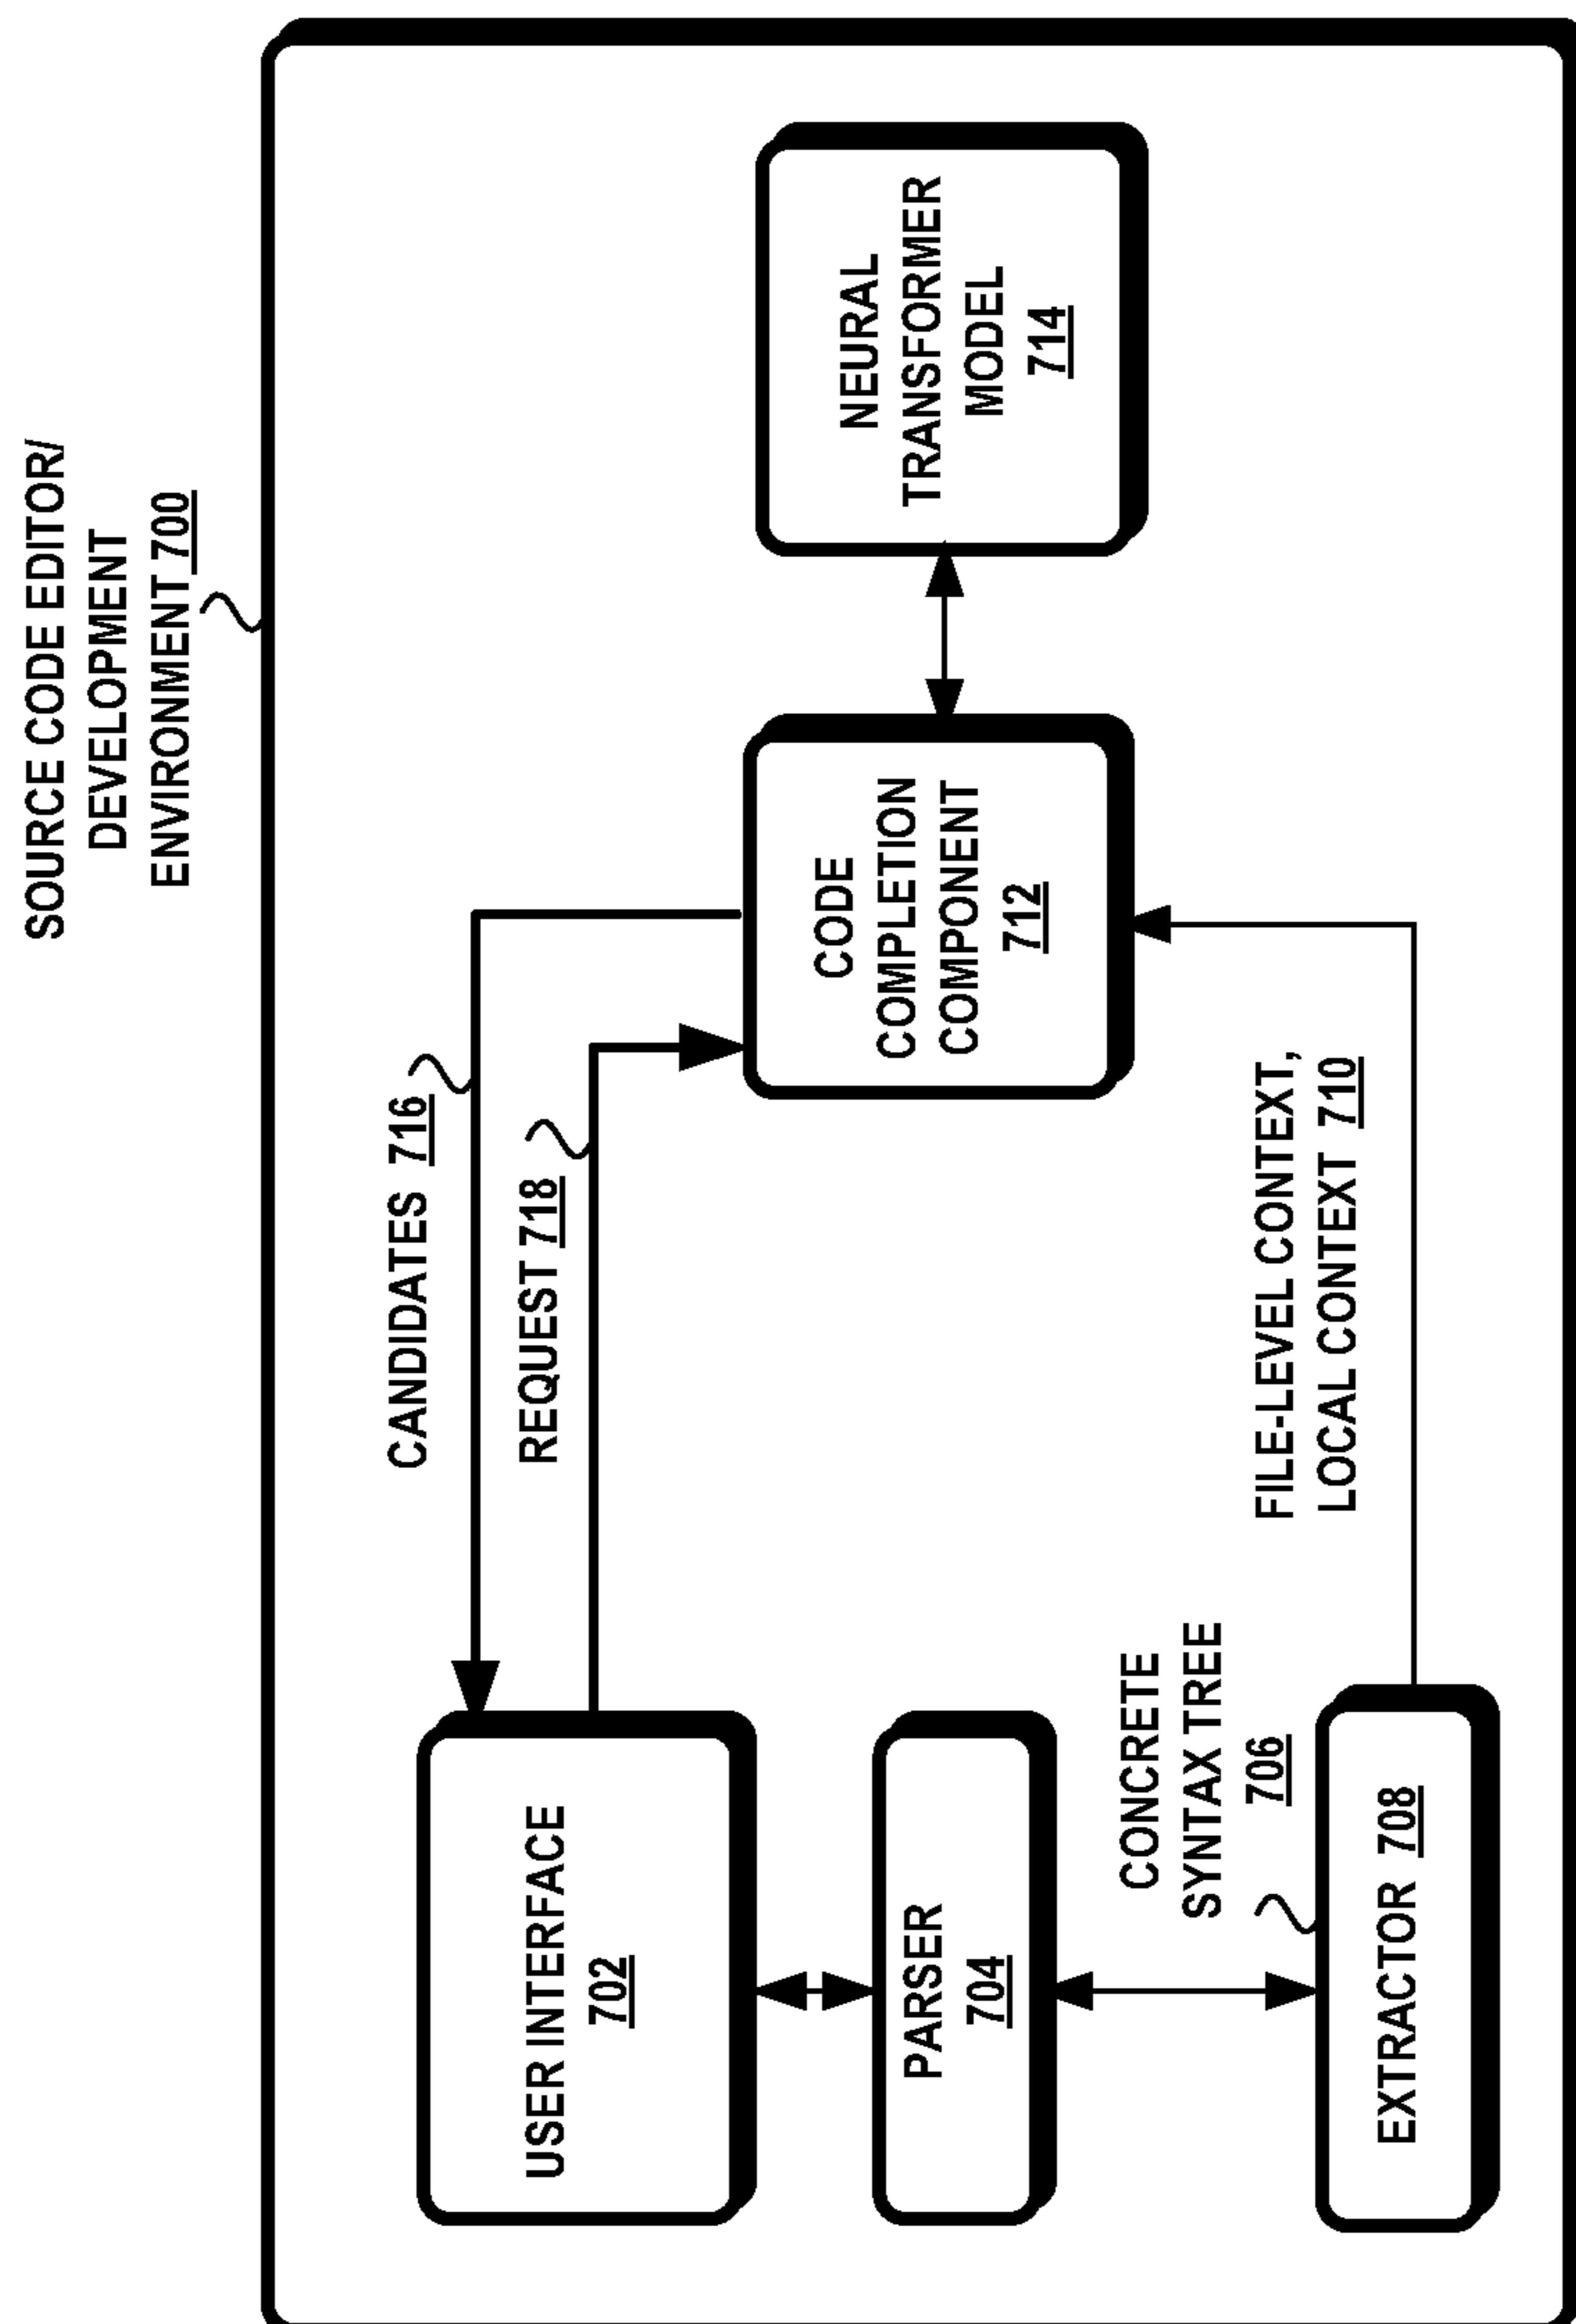 SOURCE CODE EDITOR/
DEVELOPMENT
ENVIRONMENT 700
CANDIDATES 716
REQUEST 718
USER INTERFACE
702
CODE
COMPLETION
COMPONENT
712
NEURAL
TRANSFORMER
MODEL
714
PARSER
704
CONCRETE
SYNTAX TREE
706
FILE-LEVEL CONTEXT,
LOCAL CONTEXT 710
EXTRACTOR 708